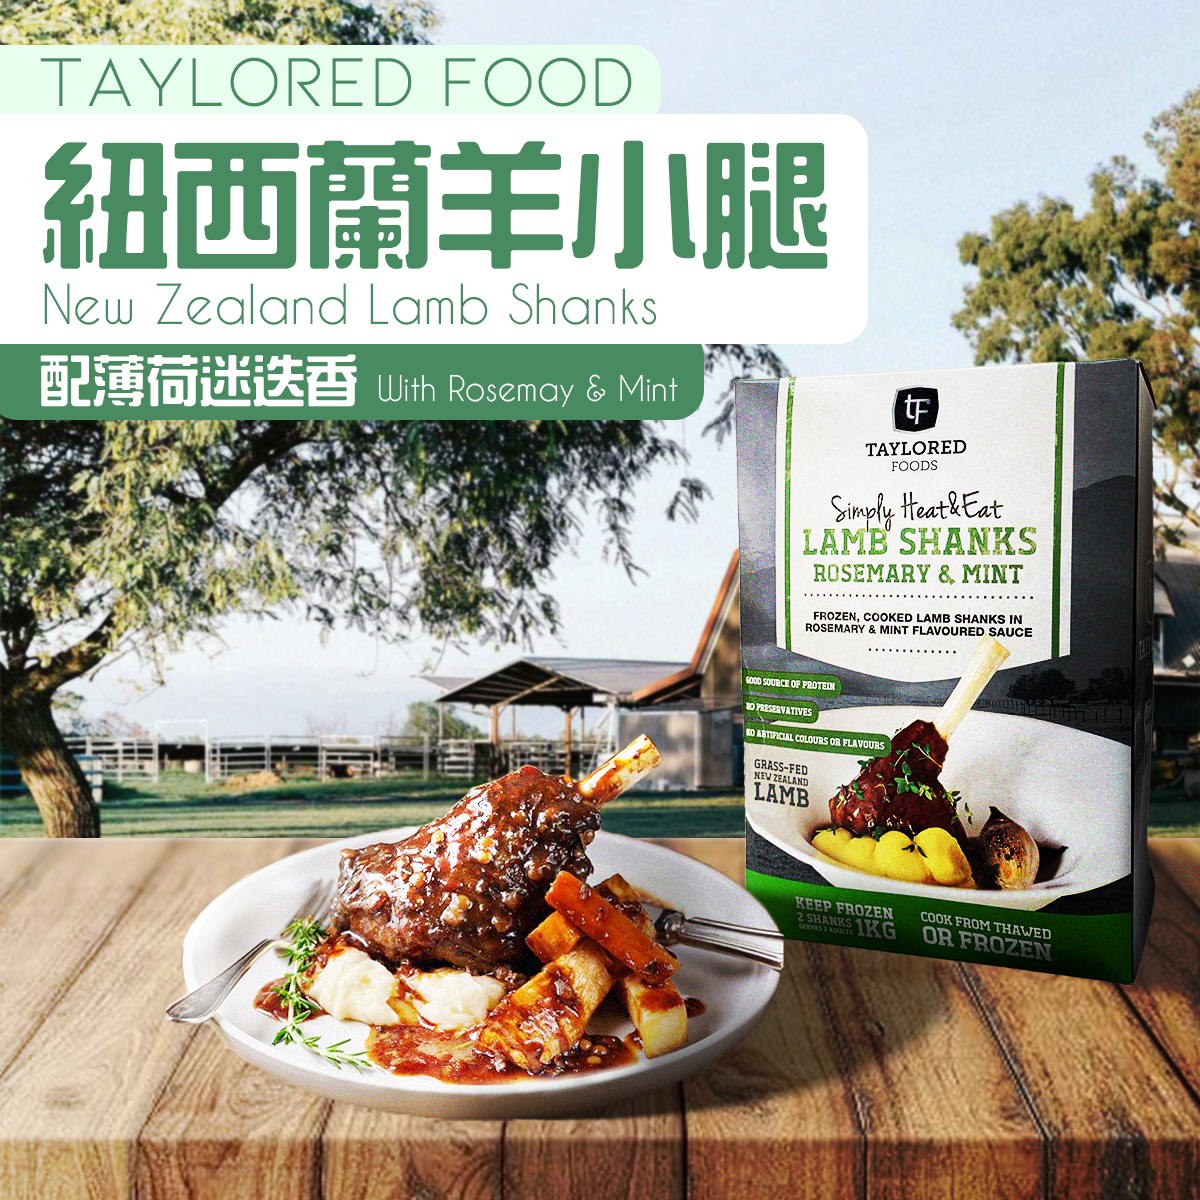 TAYLORED FOOD
紐西蘭羊小腿
New Zealand Lamb Shanks
配薄荷迷迭香 With Rosemay & Mint
tF
TAYLORED
FOODS
Simply Heat&Eat
LAMB SHANKS
ROSEMARY & MINT
FROZEN, COOKED LAMB SHANKS IN
ROSEMARY & MINT FLAVOURED SAUCE
GOOD SOURCE OF PROTEIN
NO PRESERVATIVES
NO ARTIFICIAL COLOURS OR FLAVOURS
GRASS-FED
NEW ZEALAND
LAMB
KEEP FROZEN
2 SHANKS
SERVES 2 ADULTS
1KG
COOK FROM THAWED
OR FROZEN